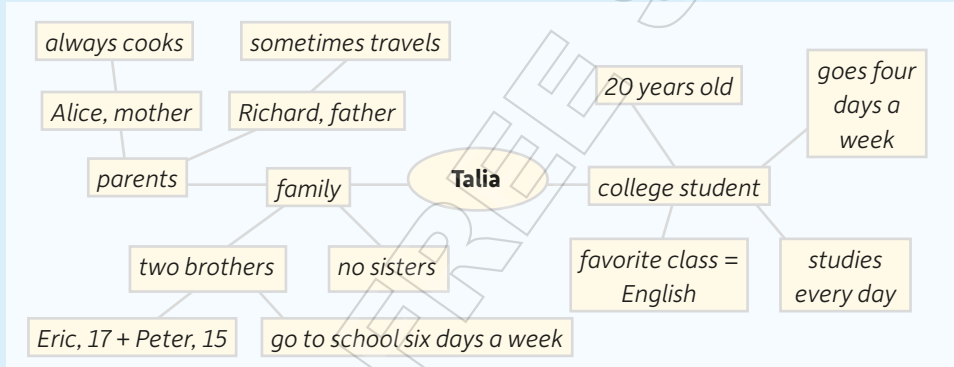 always cooks
sometimes travels
Alice, mother
Richard, father
parents
family
two brothers
no sisters
Eric, 17 + Peter, 15
go to school six days a week
Talia
20 years old
goes four
days a
week
college student
favorite class =
English
studies
every day
FREE S